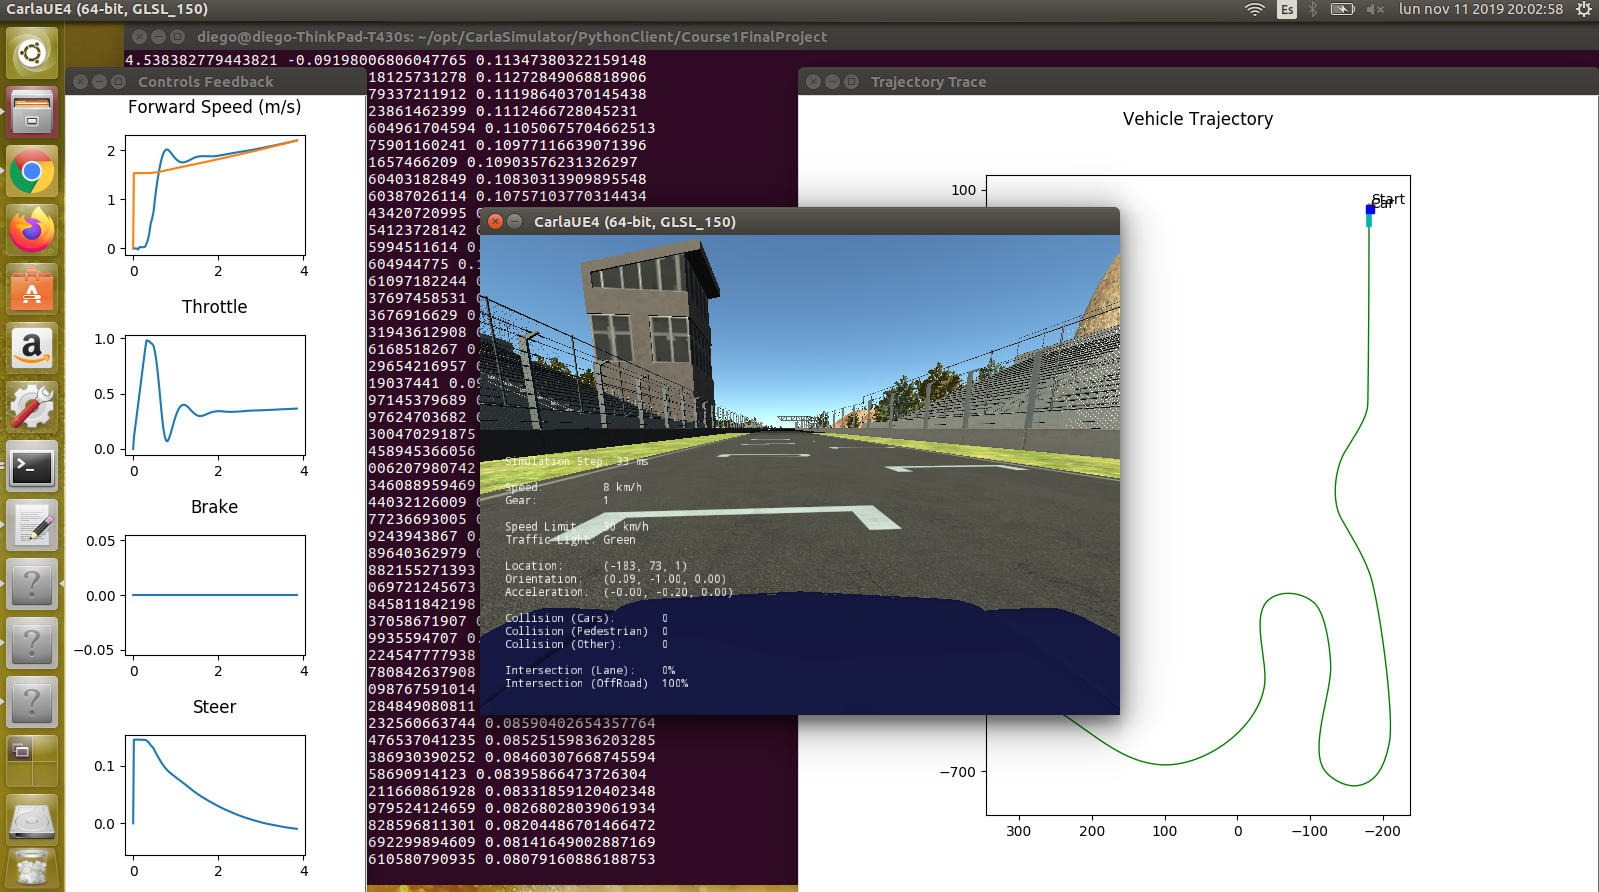 CarlaUE4 (64-bit, GLSL_150)
Es
lun nov 11 2019 20:02:58
diego@diego-ThinkPad-T430s: ~/opt/CarlaSimulator/PythonClient/Course1FinalProject
4.538382779443821 -0.09198006806047765 0.11347380322159148
18125731278 0.11272849068818906
79337211912 0.11198640370145438
23861462399 0.1112466728045231
604961704594 0.11050675704662513
75901160241 0.10977116639071396
1657466209 0.10903576231326297
60403182849 0.10830313909895548
60387026114 0.10757103770314434
43420720995
54123728142
5994511614
604944775
61097182244
37697458531
3676916629
31943612908
6168518267
29654216957
19037441
97145379689
97624703682
3004702918​75
458945366056
006207980742
346088959469
44032126009
77236693005
9243943867
89640362979
882155271393
069721245673
845811842198
37058671907
9935594707
224547777938
780842637908
098767591014
284849080811
232560663744 0.08590402654357764
476537041235 0.08525159836203285
386930390252 0.08460307668745594
58690914123 0.08395866473726304
211660861928 0.08331859120402348
979524124659 0.08268028039061934
828596811301 0.08204486701466472
692299894609 0.08141649002887169
610580790935 0.08079160886188753
Controls Feedback
Forward Speed (m/s)
2
1
0
0 2 4
Throttle
1.0
0.5
0.0
0 2 4
Brake
0.05
0.00
−0.05
0 2 4
Steer
0.1
0.0
0 2 4
CarlaUE4 (64-bit, GLSL_150)
Simulation Step: 33 ms
Speed: 8 km/h
Gear: 1
Speed Limit: 30 km/h
Traffic Light: Green
Location: (-183, 73, 1)
Orientation: (0.09, -1.00, 0.00)
Acceleration: (-0.00, -0.20, 0.00)
Collision (Cars): 0
Collision (Pedestrian) 0
Collision (Other): 0
Intersection (Lane): 0%
Intersection (OffRoad) 100%
Trajectory Trace
Vehicle Trajectory
100
Start
Car
−700
300 200 100 0 −100 −200